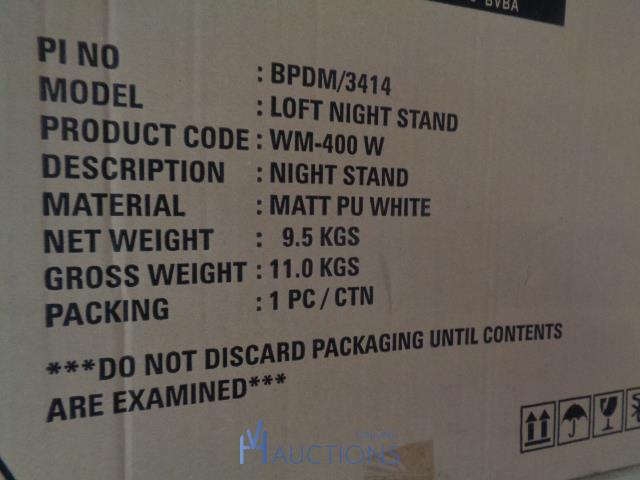 BVBA
PI NO : BPDM/3414
MODEL : LOFT NIGHT STAND
PRODUCT CODE : WM-400 W
DESCRIPTION : NIGHT STAND
MATERIAL : MATT PU WHITE
NET WEIGHT : 9.5 KGS
GROSS WEIGHT : 11.0 KGS
PACKING : 1 PC / CTN
***DO NOT DISCARD PACKAGING UNTIL CONTENTS
ARE EXAMINED***
AUCTIONS